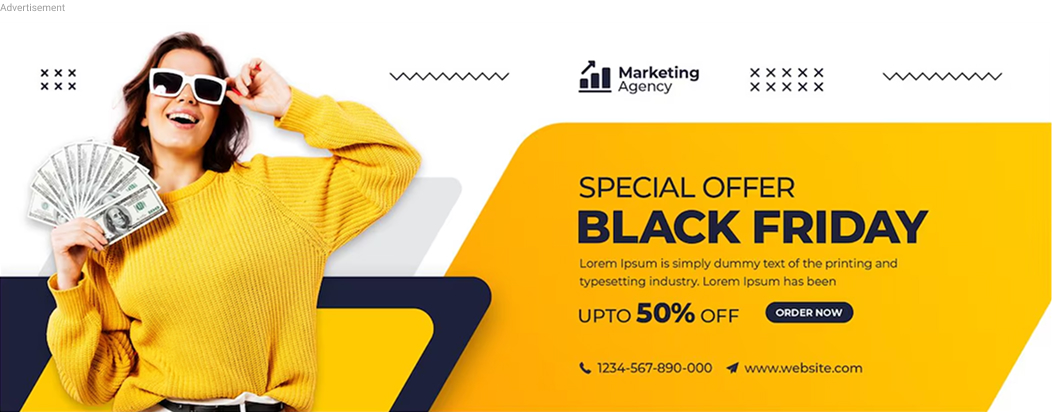 Advertisement
Marketing
Agency
SPECIAL OFFER
BLACK FRIDAY
Lorem Ipsum is simply dummy text of the printing and
typesetting industry. Lorem Ipsum has been
UPTO 50% OFF
ORDER NOW
1234-567-890-000
www.website.com